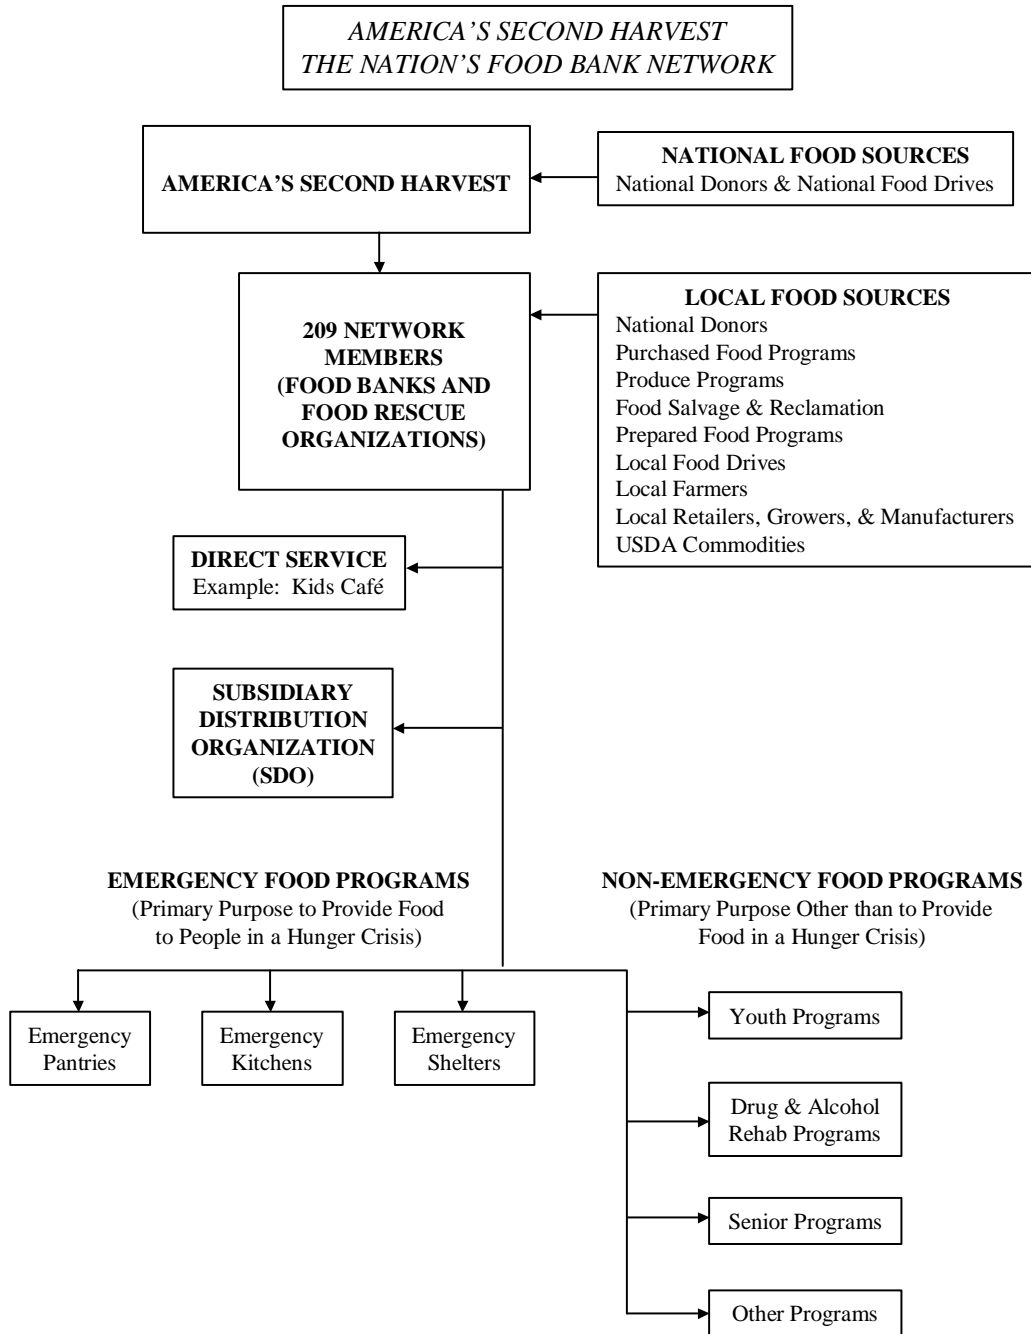 AMERICA’S SECOND HARVEST
THE NATION’S FOOD BANK NETWORK
AMERICA’S SECOND HARVEST
NATIONAL FOOD SOURCES
National Donors & National Food Drives
209 NETWORK
MEMBERS
(FOOD BANKS AND
FOOD RESCUE
ORGANIZATIONS)
LOCAL FOOD SOURCES
National Donors
Purchased Food Programs
Produce Programs
Food Salvage & Reclamation
Prepared Food Programs
Local Food Drives
Local Farmers
Local Retailers, Growers, & Manufacturers
USDA Commodities
DIRECT SERVICE
Example:  Kids Café
SUBSIDIARY
DISTRIBUTION
ORGANIZATION
(SDO)
EMERGENCY FOOD PROGRAMS
(Primary Purpose to Provide Food
to People in a Hunger Crisis)
NON-EMERGENCY FOOD PROGRAMS
(Primary Purpose Other than to Provide
Food in a Hunger Crisis)
Emergency
Pantries
Emergency
Kitchens
Emergency
Shelters
Youth Programs
Drug & Alcohol
Rehab Programs
Senior Programs
Other Programs